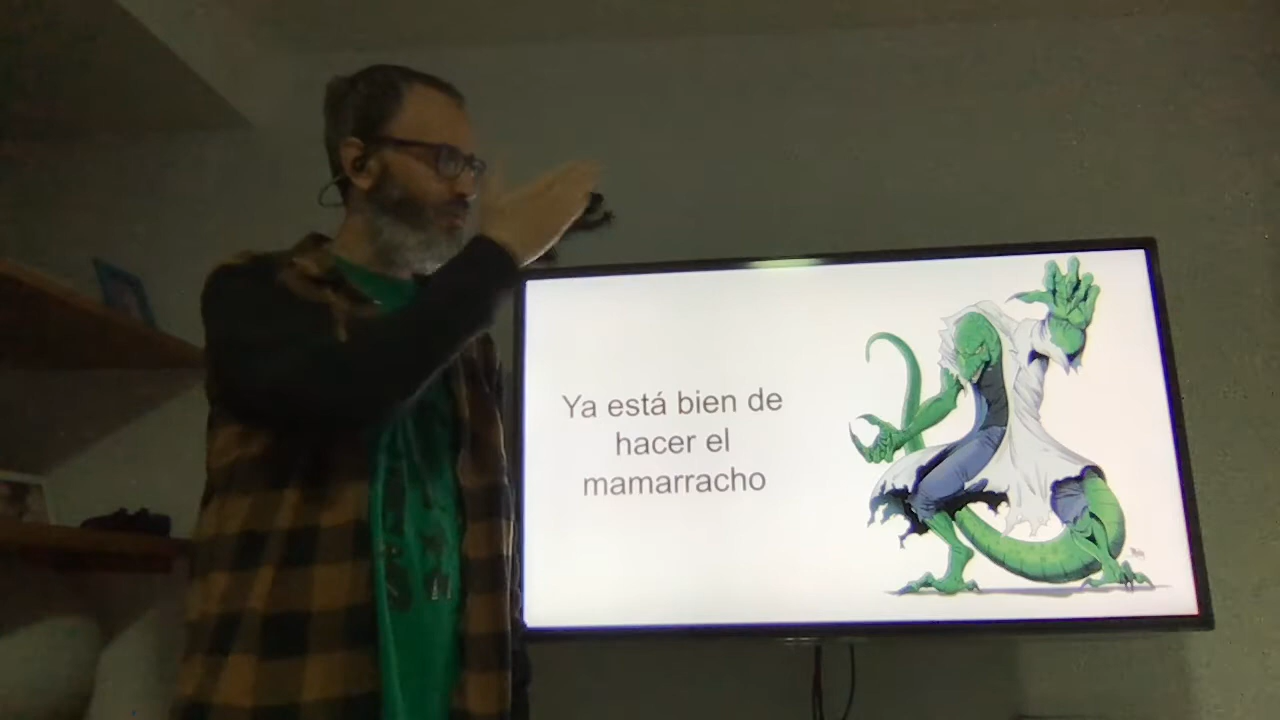 Ya está bien de
hacer el
mamarracho